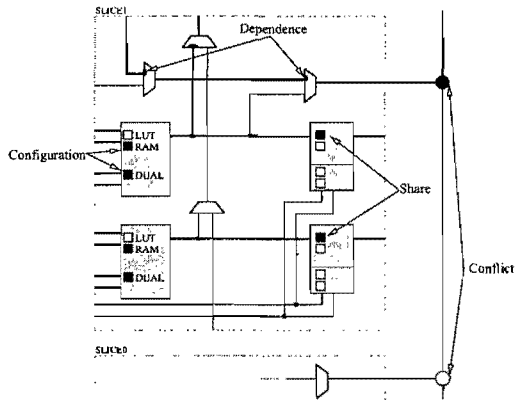 SLICE1
Dependence
LUT
RAM
DUAL
Configuration
Share
LUT
RAM
DUAL
Conflict
SLICE0